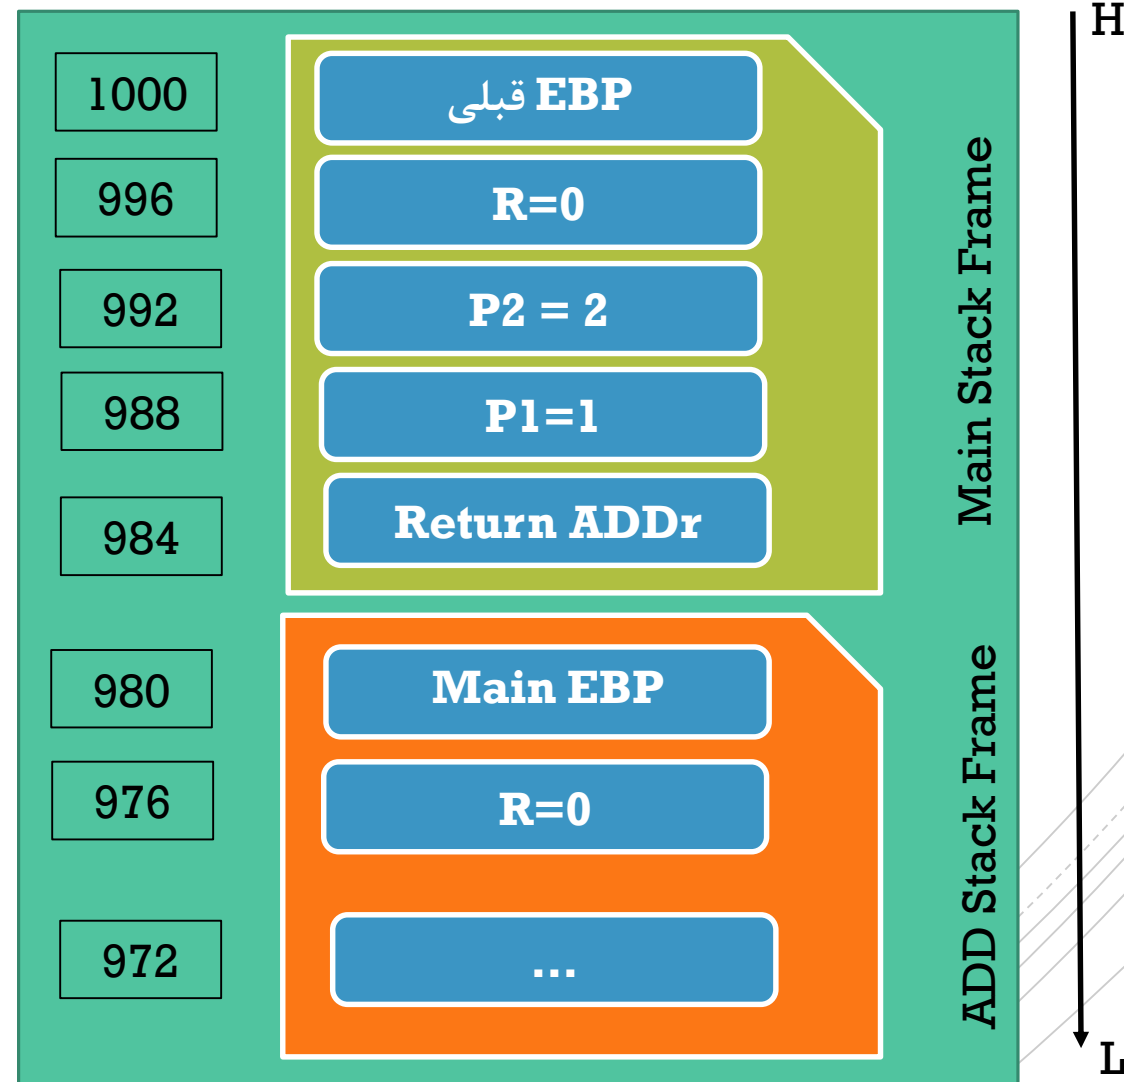 H
1000
EBP قبلی
996
R=0
992
P2 = 2
988
P1=1
984
Return ADDr
Main Stack Frame
980
Main EBP
976
R=0
972
...
ADD Stack Frame
L